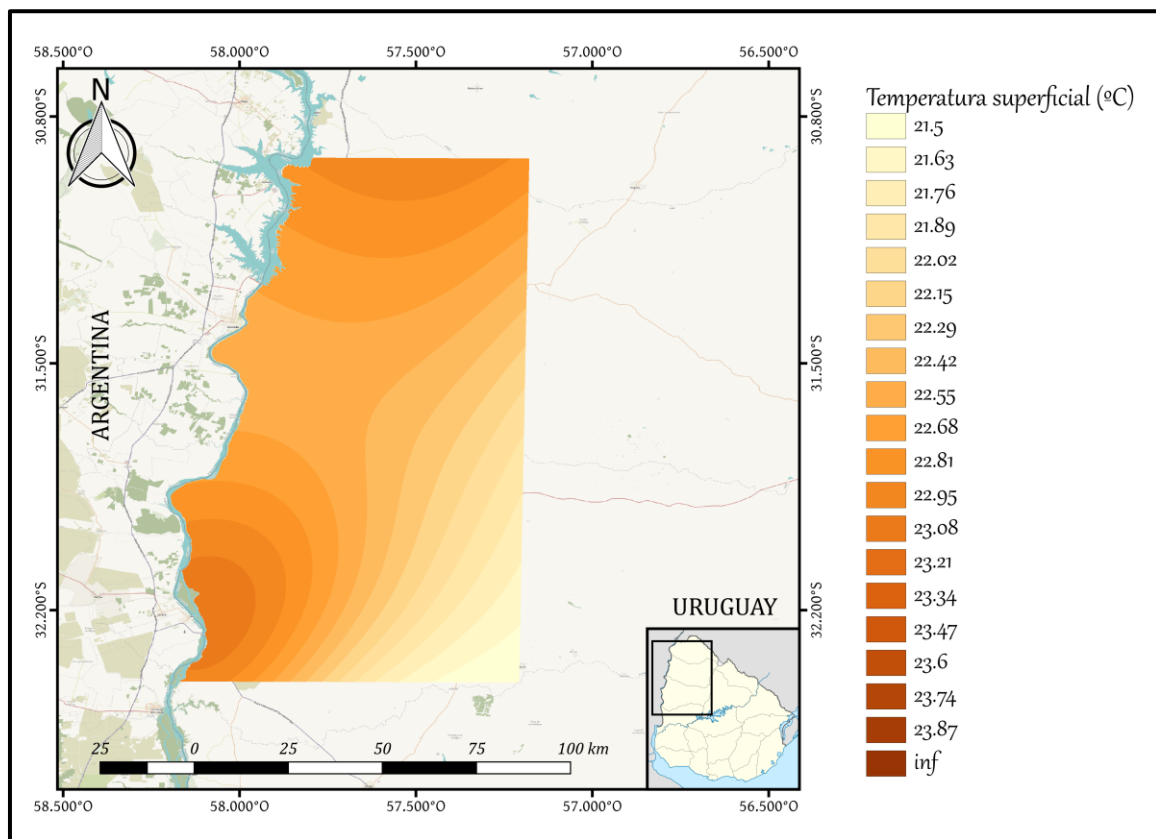 58.500°O 58.000°O 57.500°O 57.000°O 56.500°O
N
30.800°S 30.800°S
31.500°S 31.500°S
32.200°S 32.200°S
ARGENTINA
URUGUAY
25 0 25 50 75 100 km
58.500°O 58.000°O 57.500°O 57.000°O 56.500°O
Temperatura superficial (ºC)
21.5
21.63
21.76
21.89
22.02
22.15
22.29
22.42
22.55
22.68
22.81
22.95
23.08
23.21
23.34
23.47
23.6
23.74
23.87
inf